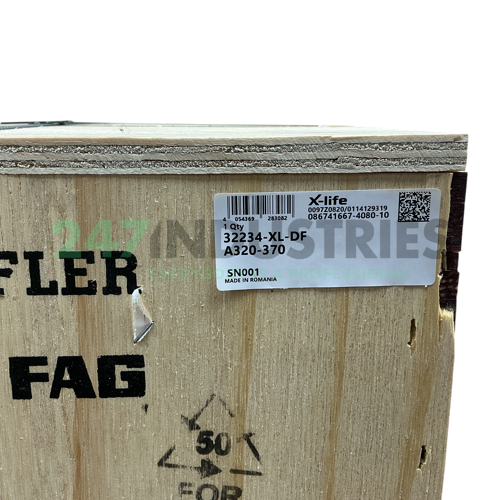 X-life
0097Z0820/0114129319
086741667-4080-10
4 054369 283082
1 Qty
32234-XL-DF
A320-370
SN001
MADE IN ROMANIA
247INDUSTRIES
FLER
FAG
50
FOR